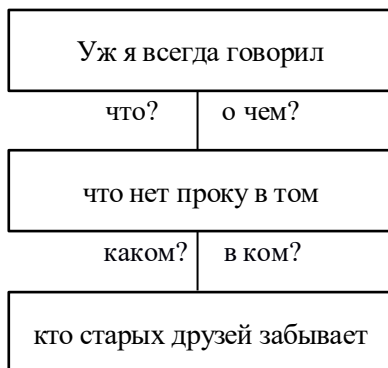 Уж я всегда говорил
что? о чем?
что нет проку в том
каком? в ком?
кто старых друзей забывает